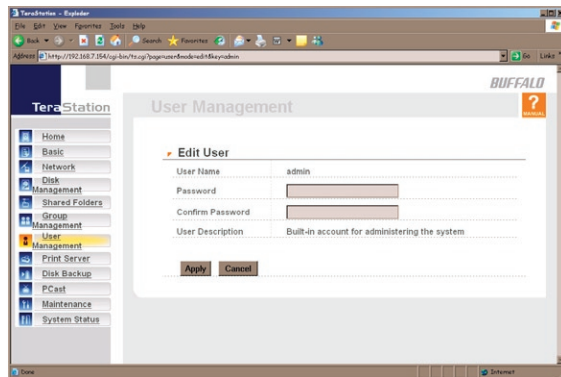 TeraStation - Explorer
File Edit View Favorites Tools Help
Back Search Favorites
Address http://192.168.7.154/cgi-bin/ts.cgi?page=user&mode=edit&key=admin Go Links
BUFFALO
TeraStation
User Management
? MANUAL
Home
Basic
Network
Disk Management
Shared Folders
Group Management
User Management
Print Server
Disk Backup
PCast
Maintenance
System Status
Edit User
User Name admin
Password
Confirm Password
User Description Built-in account for administering the system
Apply Cancel
Done Internet